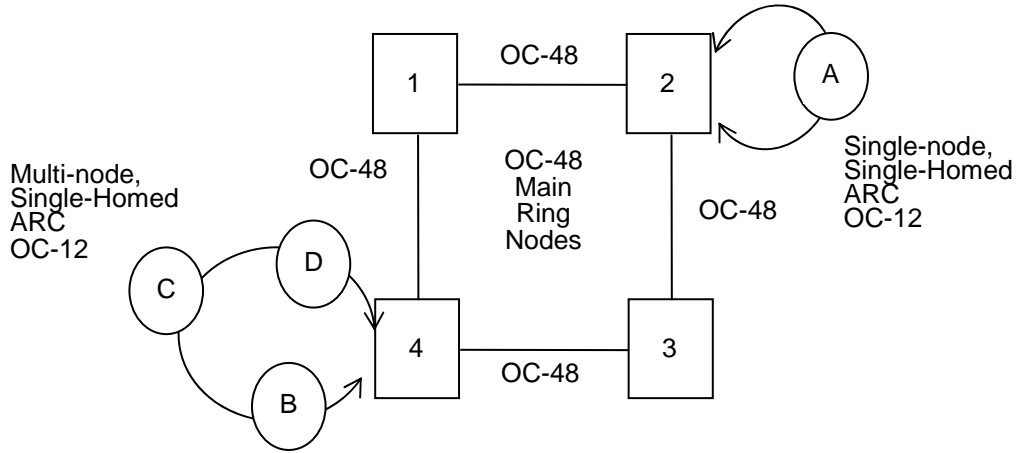 OC-48
1
2
A
OC-48
OC-48
Main
Ring
Nodes
Single-node,
Single-Homed
ARC
OC-12
Multi-node,
Single-Homed
ARC
OC-12
OC-48
D
C
4
3
OC-48
B